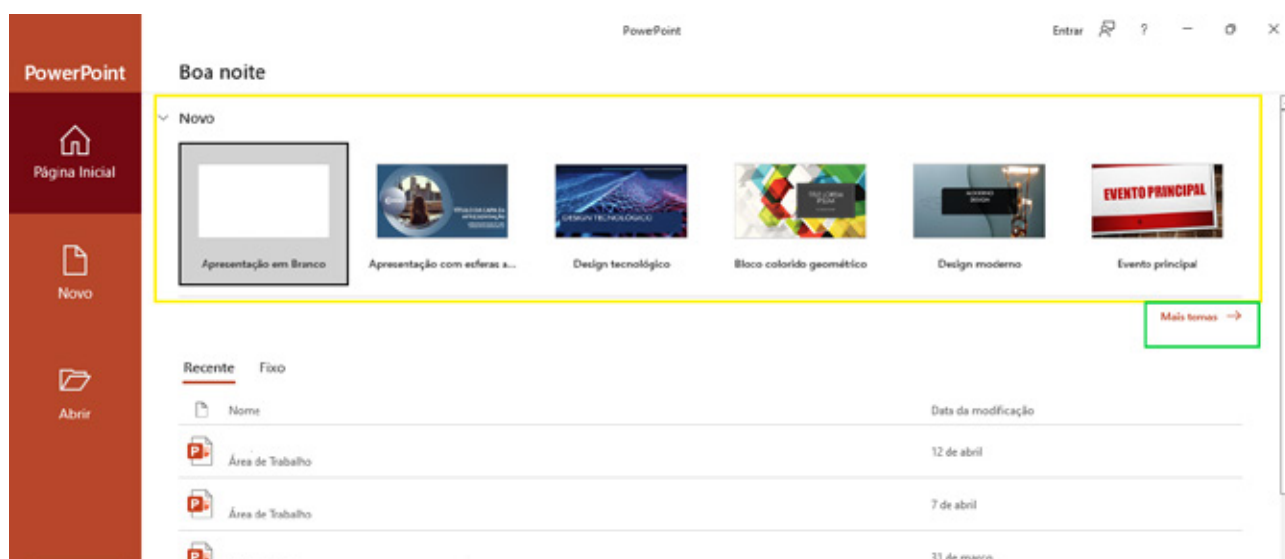 PowerPoint
Entrar
?
PowerPoint
Boa noite
Novo
Página Inicial
DESIGN TECNOLÓGICO
EVENTO PRINCIPAL
Apresentação em Branco
Apresentação com esferas a...
Design tecnológico
Bloco colorido geométrico
Design moderno
Evento principal
Novo
Mais temas
Recente
Fixo
Abrir
Nome
Data da modificação
Área de Trabalho
12 de abril
Área de Trabalho
7 de abril
31 de março